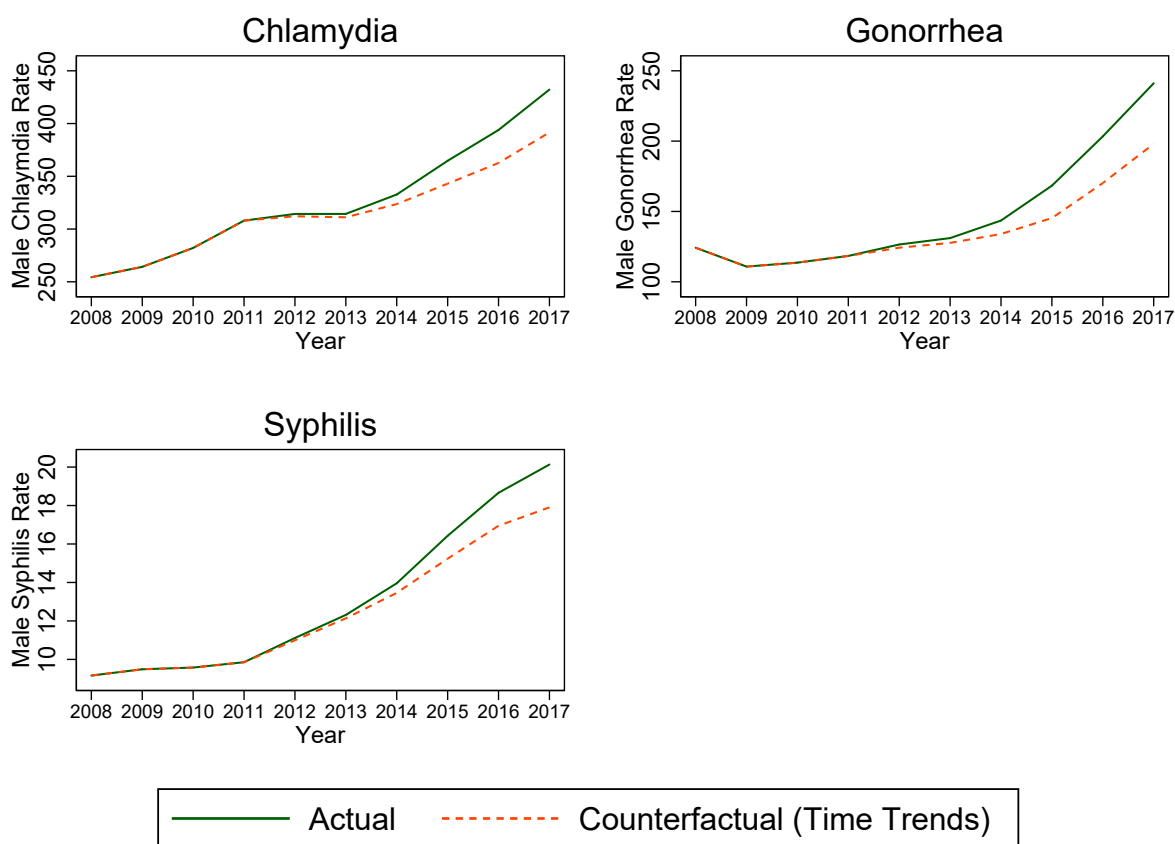 Chlamydia
Male Chlaymdia Rate
450
400
350
300
250
2008 2009 2010 2011 2012 2013 2014 2015 2016 2017
Year
Gonorrhea
Male Gonorrhea Rate
250
200
150
100
2008 2009 2010 2011 2012 2013 2014 2015 2016 2017
Year
Syphilis
Male Syphilis Rate
20
18
16
14
12
10
2008 2009 2010 2011 2012 2013 2014 2015 2016 2017
Year
Actual
Counterfactual (Time Trends)